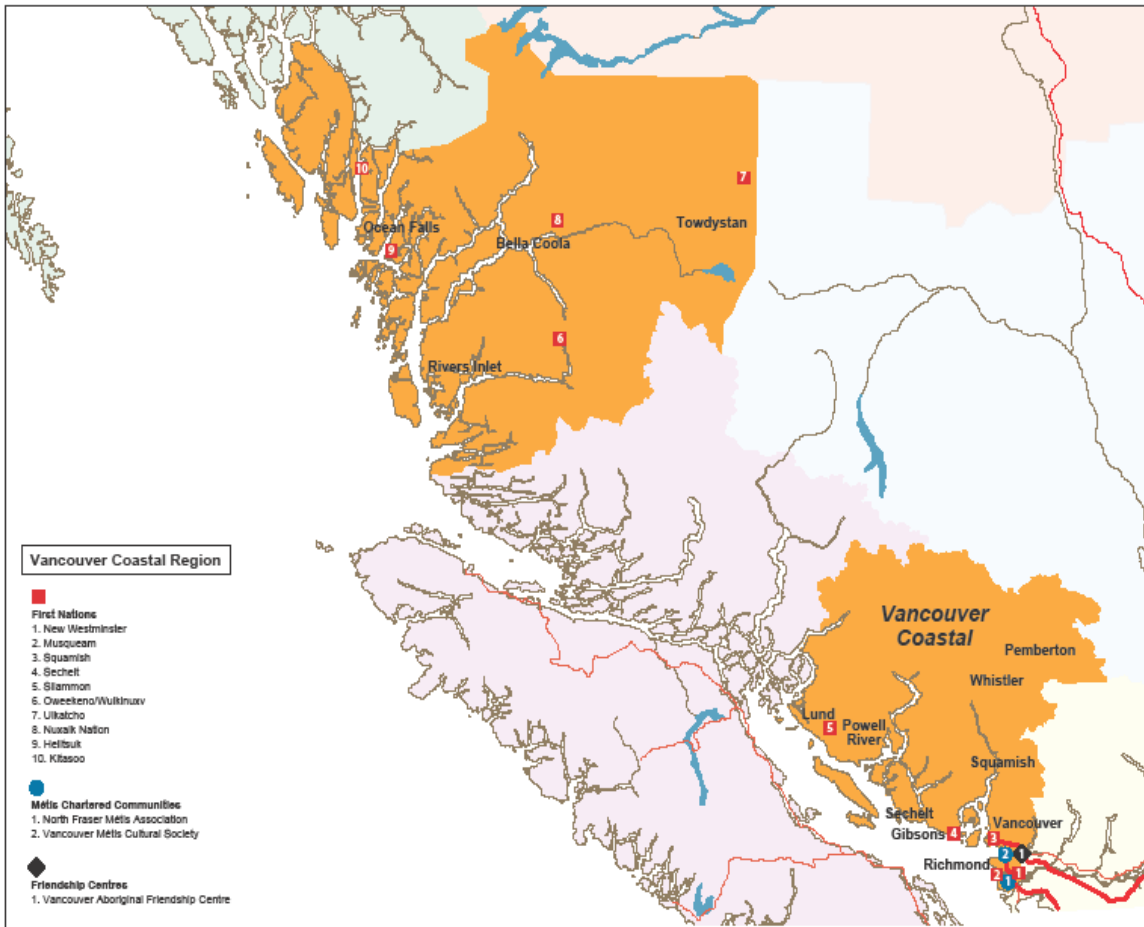 10
7
8
Towdystan
Ocean Falls
Bella Coola
9
6
Rivers Inlet
Vancouver Coastal Region
First Nations
1. New Westminster
2. Musqueam
3. Squamish
4. Sechelt
5. Sliammon
6. Oweekeno/Wuikinuxv
7. Ulkatcho
8. Nuxalk Nation
9. Heiltsuk
10. Kitasoo
Métis Chartered Communities
1. North Fraser Métis Association
2. Vancouver Métis Cultural Society
Friendship Centres
1. Vancouver Aboriginal Friendship Centre
Vancouver
Coastal
Pemberton
Whistler
Lund
5
Powell
River
Squamish
Sechelt
Gibsons
4
3
Vancouver
2
1
Richmond
2
1
1